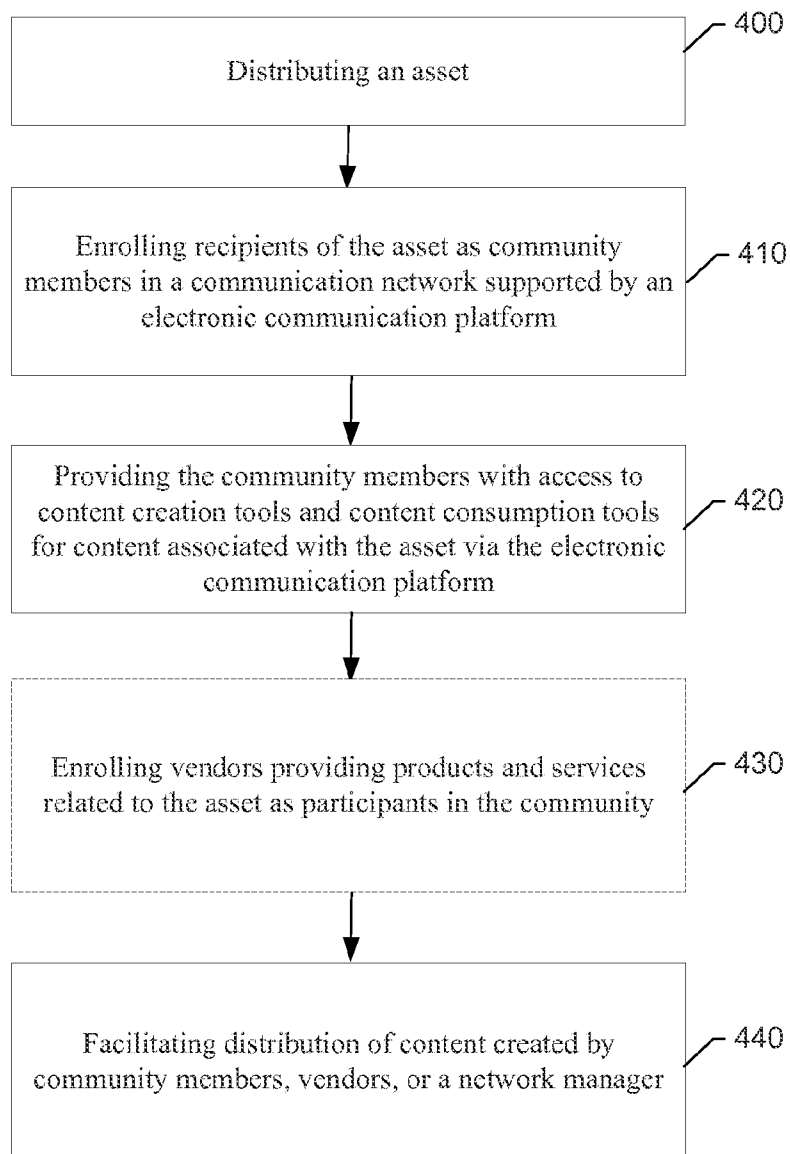 400
Distributing an asset
Enrolling recipients of the asset as community
members in a communication network supported by an
electronic communication platform
410
Providing the community members with access to
content creation tools and content consumption tools
for content associated with the asset via the electronic
communication platform
420
Enrolling vendors providing products and services
related to the asset as participants in the community
430
Facilitating distribution of content created by
community members, vendors, or a network manager
440